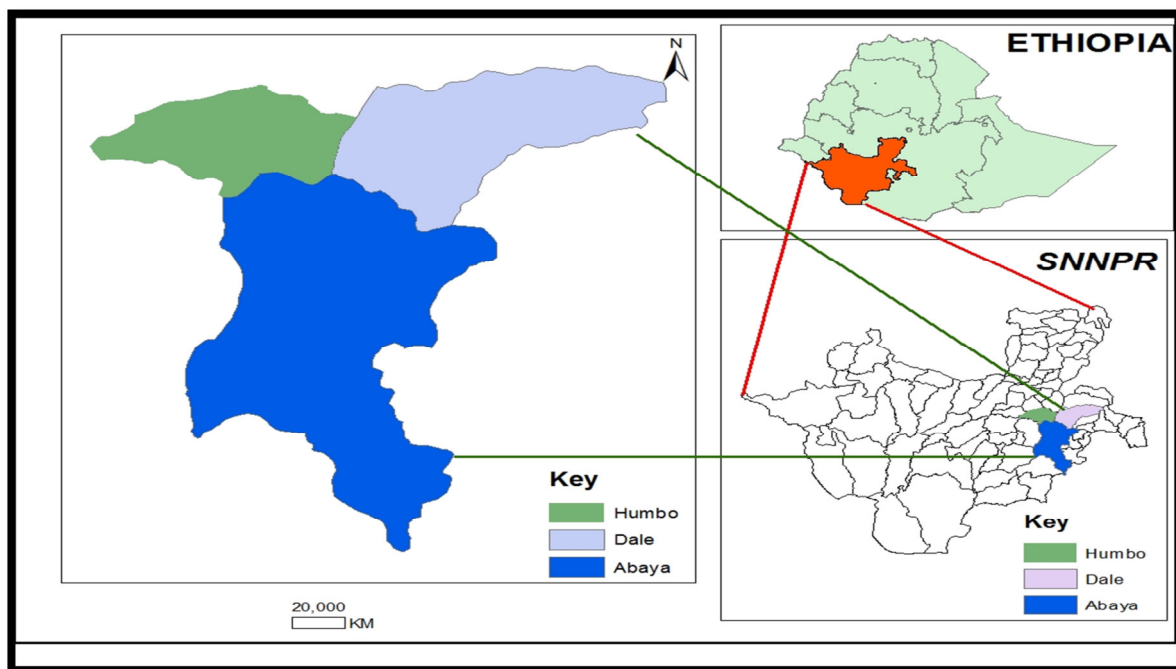 N
Key
Humbo
Dale
Abaya
20,000
KM
ETHIOPIA
SNNPR
Key
Humbo
Dale
Abaya